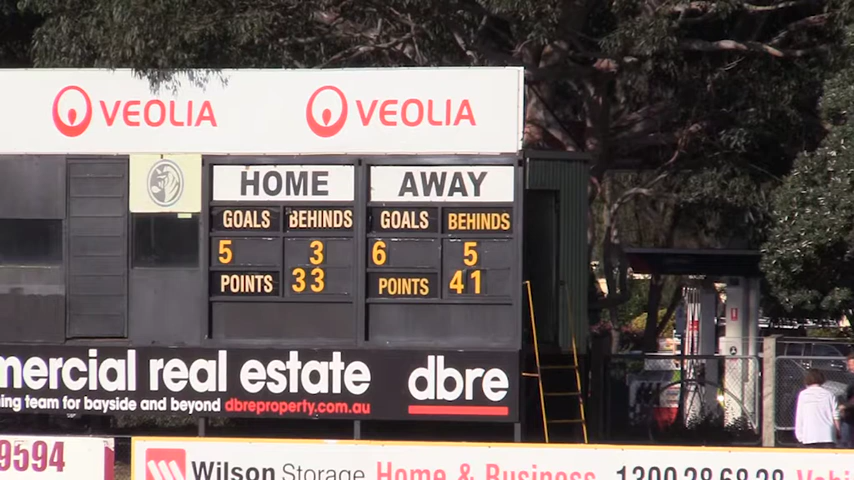 VEOLIA VEOLIA
HOME AWAY
GOALS BEHINDS GOALS BEHINDS
5 3 6 5
POINTS 33 POINTS 41
mercial real estate dbre
ing team for bayside and beyond dbreproperty.com.au
9594
Wilson Storage Home & Business 1300 28 68 28 Vehi